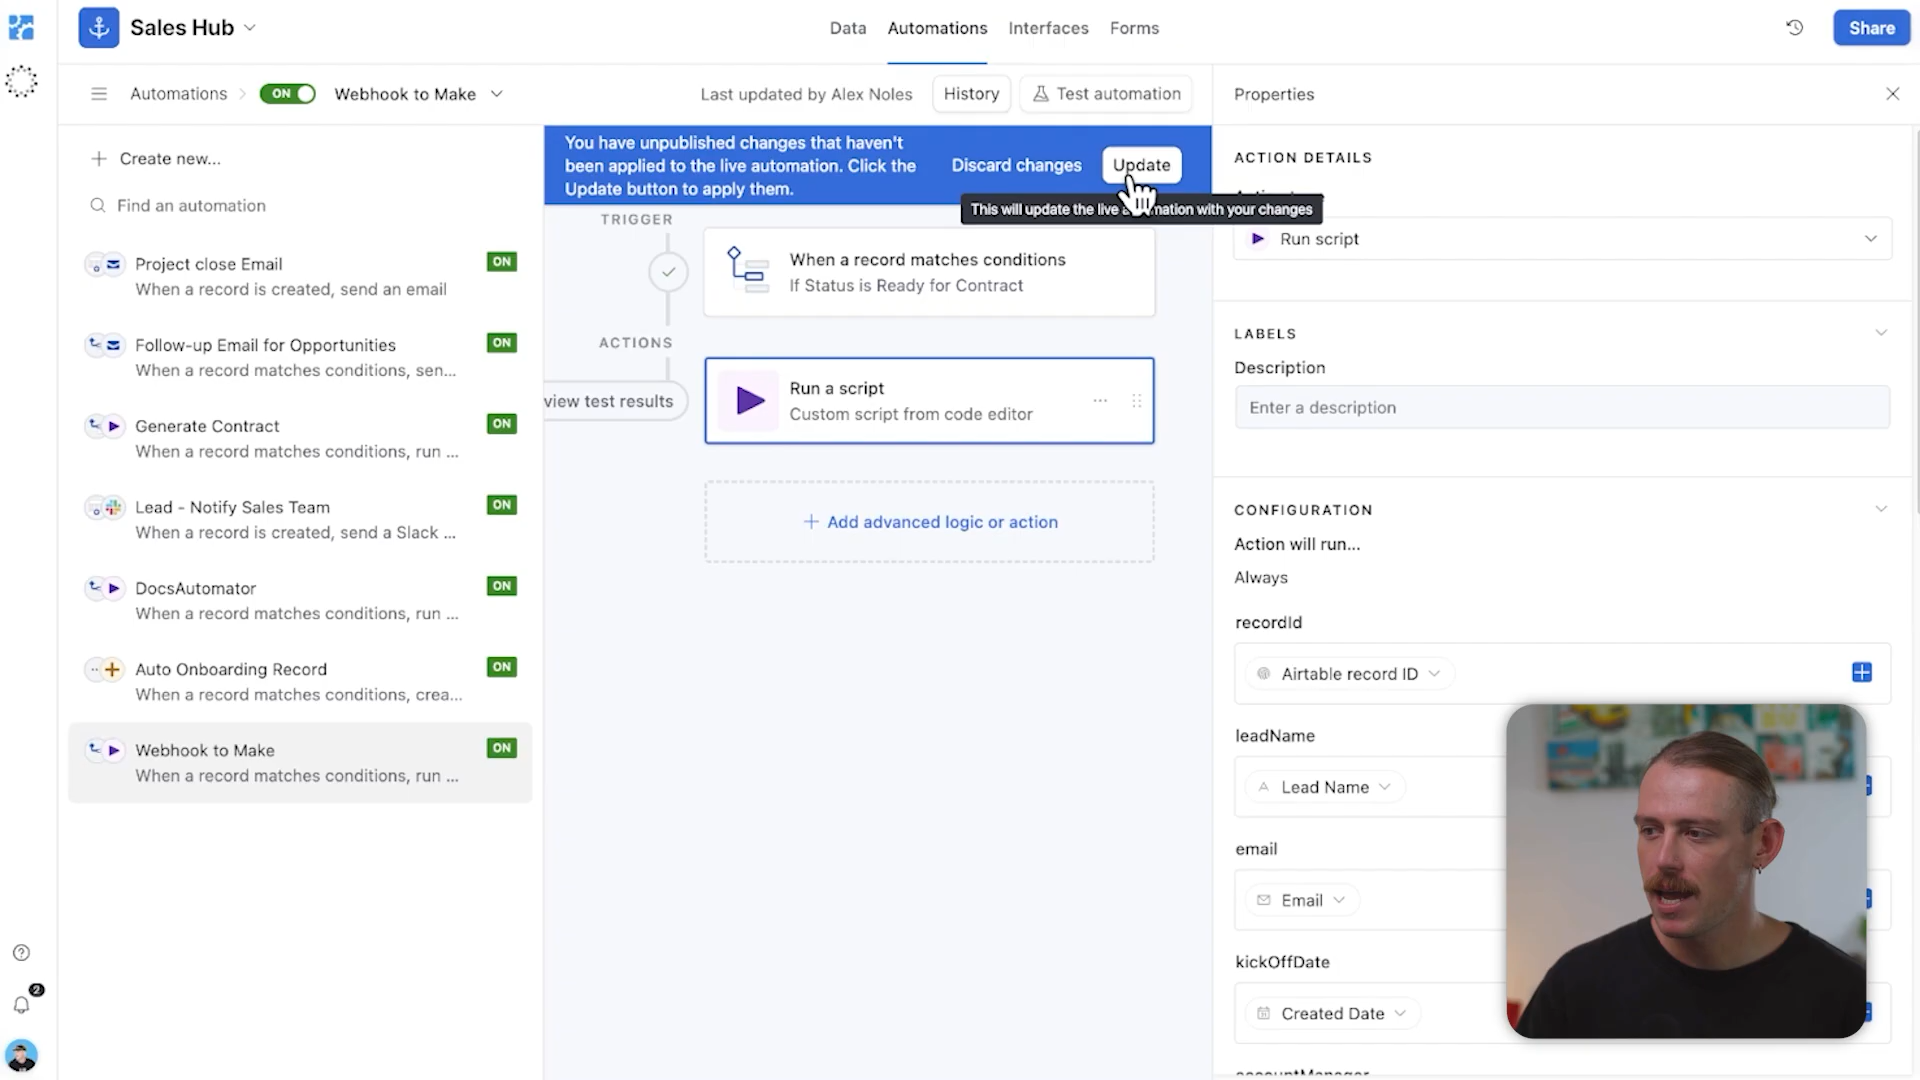 Sales Hub
Data
Automations
Interfaces
Forms
Share
Automations
ON
Webhook to Make
Last updated by Alex Noles
History
Test automation
Properties
Create new...
Find an automation
Project close Email
When a record is created, send an email
ON
Follow-up Email for Opportunities
When a record matches conditions, sen...
ON
Generate Contract
When a record matches conditions, run ...
ON
Lead - Notify Sales Team
When a record is created, send a Slack ...
ON
DocsAutomator
When a record matches conditions, run ...
ON
Auto Onboarding Record
When a record matches conditions, crea...
ON
Webhook to Make
When a record matches conditions, run ...
ON
2
You have unpublished changes that haven't
been applied to the live automation. Click the
Update button to apply them.
Discard changes
Update
This will update the live mation with your changes
TRIGGER
When a record matches conditions
If Status is Ready for Contract
ACTIONS
view test results
Run a script
Custom script from code editor
Add advanced logic or action
ACTION DETAILS
Run script
LABELS
Description
Enter a description
CONFIGURATION
Action will run...
Always
recordId
Airtable record ID
leadName
Lead Name
email
Email
kickOffDate
Created Date
accountManager